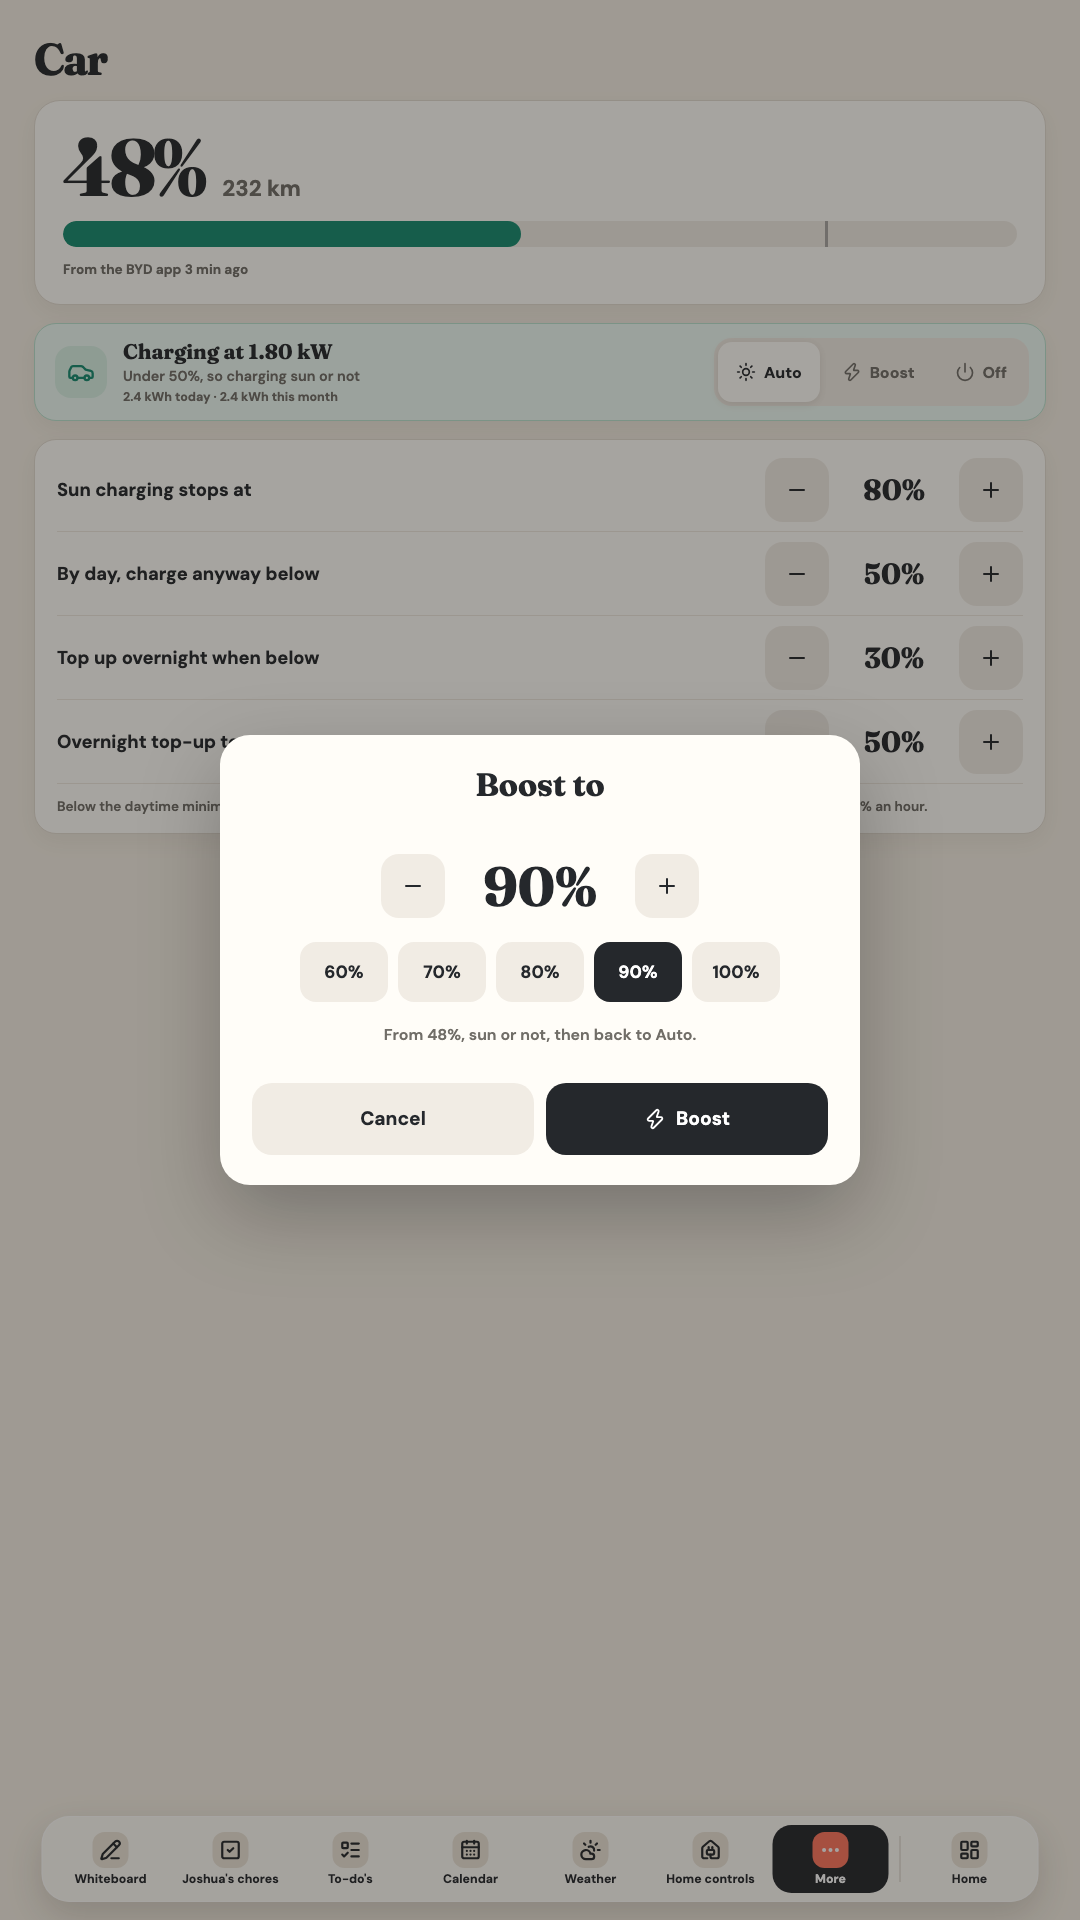 Car
48% 232 km
From the BYD app 3 min ago
Charging at 1.80 kW
Under 50%, so charging sun or not
2.4 kWh today · 2.4 kWh this month
Auto
Boost
Off
Sun charging stops at − 80% +
By day, charge anyway below − 50% +
Top up overnight when below − 30% +
Overnight top-up 50% +
Below the daytime % an hour.
Boost to
− 90% +
60% 70% 80% 90% 100%
From 48%, sun or not, then back to Auto.
Cancel
Boost
Whiteboard
Joshua's chores
To-do's
Calendar
Weather
Home controls
More
Home